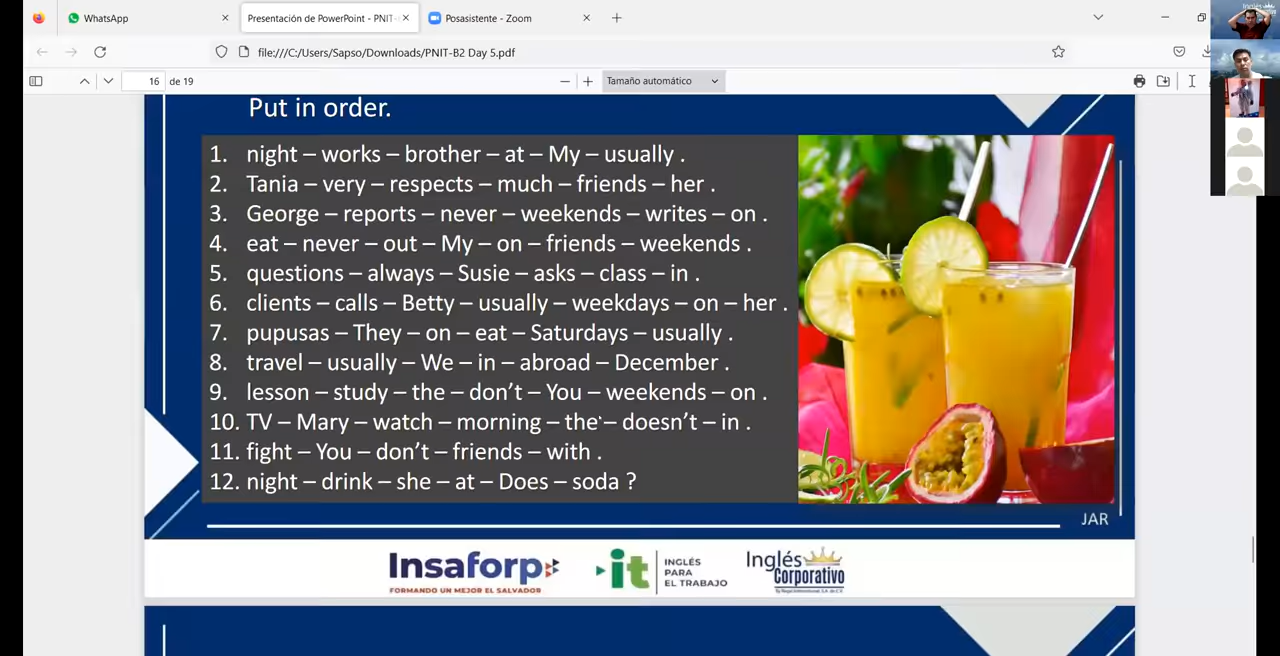 WhatsApp
Presentación de PowerPoint - PNIT-
Posasistente - Zoom
file:///C:/Users/Sapso/Downloads/PNIT-B2 Day 5.pdf
16 de 19
Tamaño automático
Put in order.
1. night – works – brother – at – My – usually .
2. Tania – very – respects – much – friends – her .
3. George – reports – never – weekends – writes – on .
4. eat – never – out – My – on – friends – weekends .
5. questions – always – Susie – asks – class – in .
6. clients – calls – Betty – usually – weekdays – on – her .
7. pupusas – They – on – eat – Saturdays – usually .
8. travel – usually – We – in – abroad – December .
9. lesson – study – the – don’t – You – weekends – on .
10. TV – Mary – watch – morning – the – doesn’t – in .
11. fight – You – don’t – friends – with .
12. night – drink – she – at – Does – soda ?
JAR
Insaforp
FORMANDO UN MEJOR EL SALVADOR
it
INGLÉS
PARA
EL TRABAJO
Inglés
Corporativo